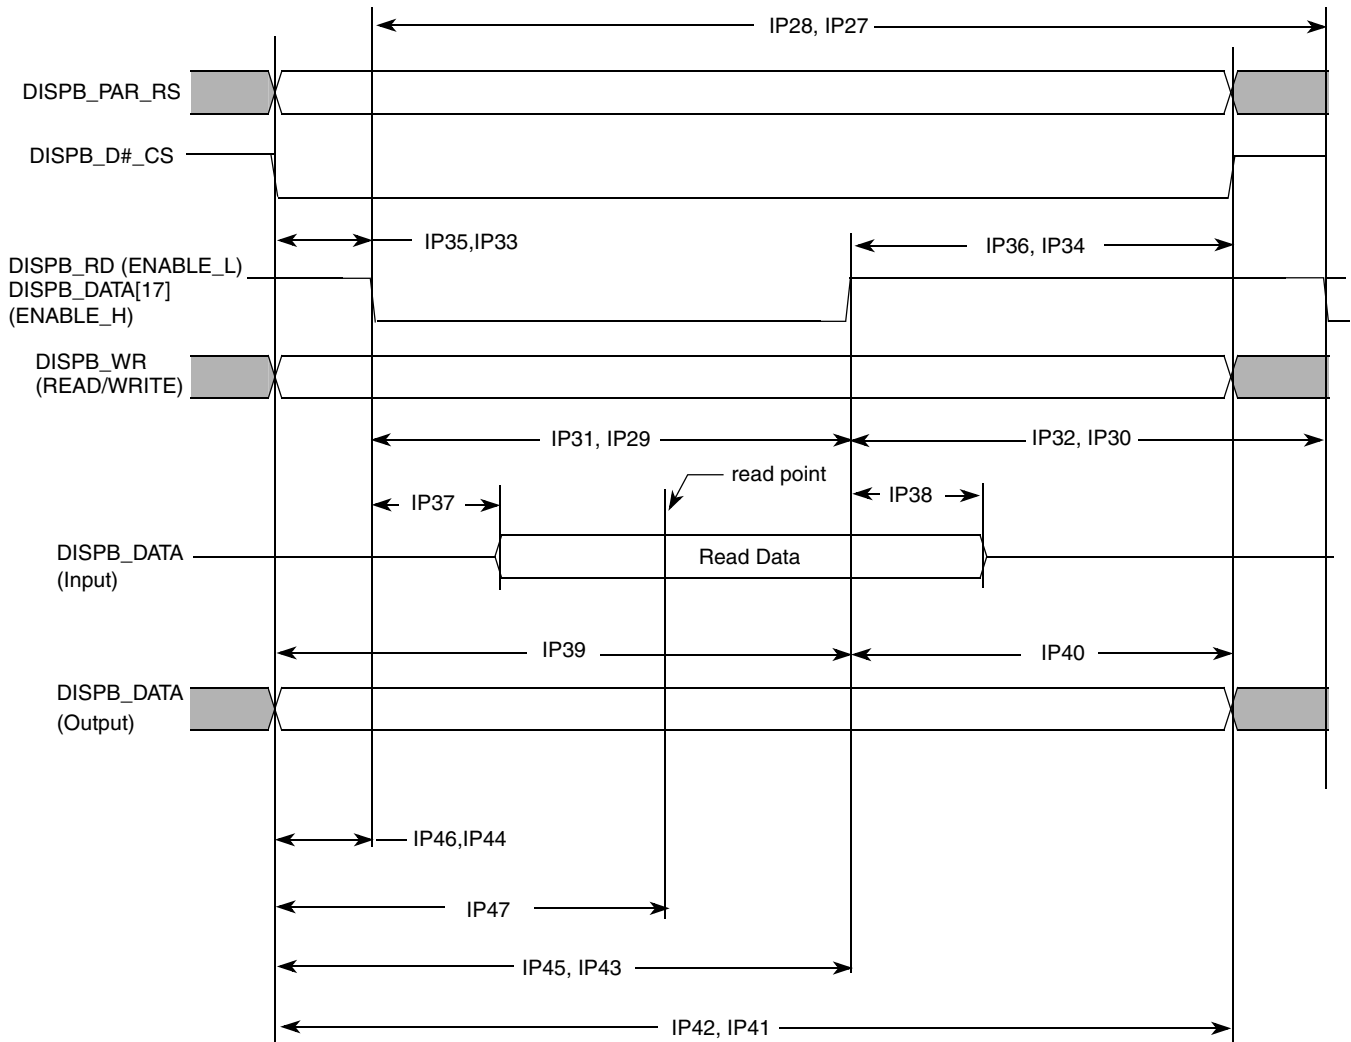 IP28, IP27
DISPB_PAR_RS
DISPB_D#_CS
IP35,IP33
IP36, IP34
DISPB_RD (ENABLE_L)
DISPB_DATA[17]
(ENABLE_H)
DISPB_WR
(READ/WRITE)
IP31, IP29
IP32, IP30
read point
IP37
IP38
DISPB_DATA
(Input)
Read Data
IP39
IP40
DISPB_DATA
(Output)
IP46,IP44
IP47
IP45, IP43
IP42, IP41